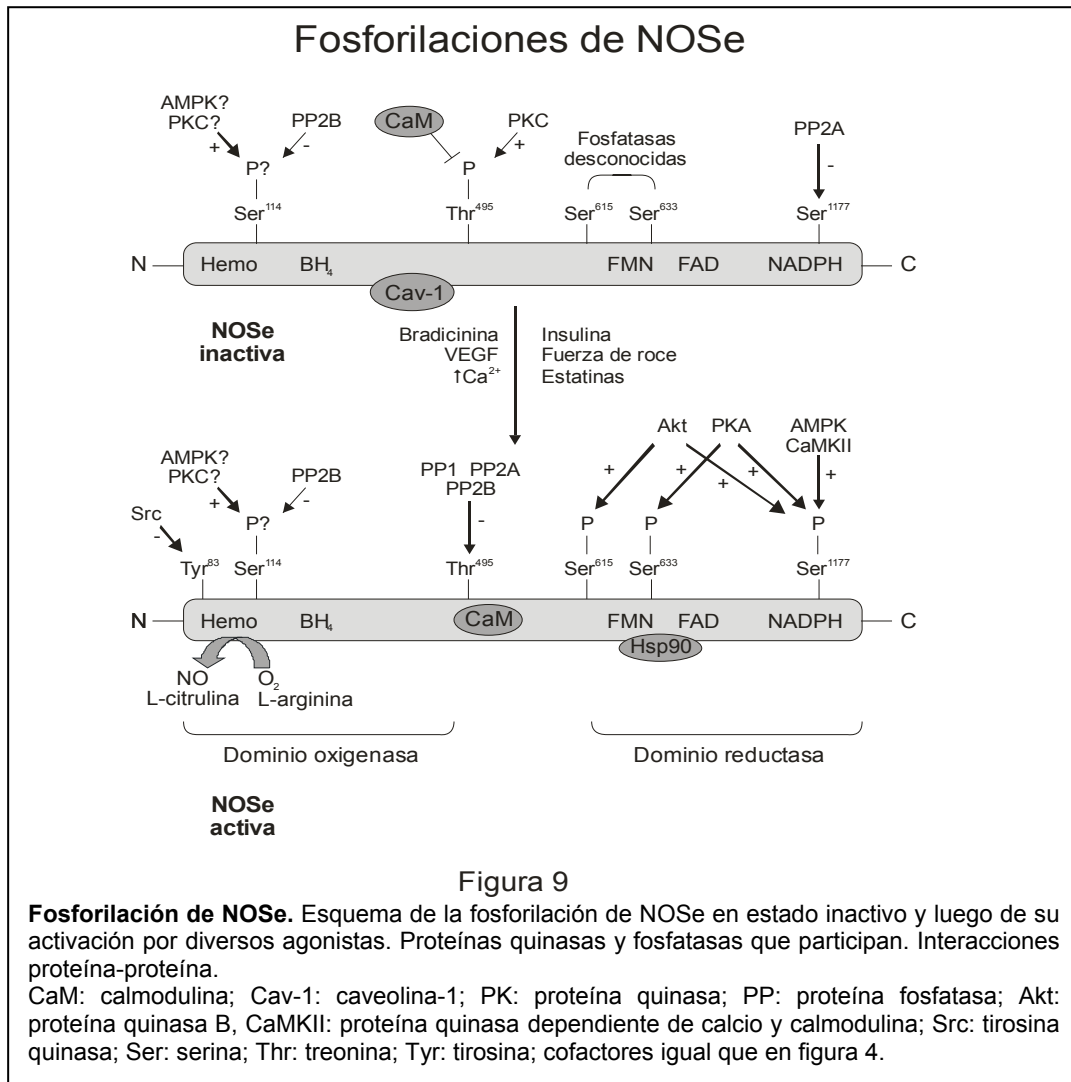 Fosforilaciones de NOSe
AMPK?
PKC?
+
PP2B
-
P?
Ser114
CaM
PKC
+
P
Thr495
Fosfatasas
desconocidas
Ser615
Ser633
PP2A
-
Ser1177
N
Hemo
BH4
FMN
FAD
NADPH
C
Cav-1
NOSe
inactiva
Bradicinina
VEGF
↑Ca2+
Insulina
Fuerza de roce
Estatinas
AMPK?
PKC?
+
PP2B
-
P?
Src
-
Tyr83
Ser114
PP1 PP2A
PP2B
-
Thr495
Akt
PKA
AMPK
CaMKII
+
+
+
+
+
P
P
P
Ser615
Ser633
Ser1177
N
Hemo
BH4
CaM
FMN
FAD
NADPH
C
Hsp90
NO
L-citrulina
O2
L-arginina
Dominio oxigenasa
Dominio reductasa
NOSe
activa
Figura 9
Fosforilación de NOSe. Esquema de la fosforilación de NOSe en estado inactivo y luego de su
activación por diversos agonistas. Proteínas quinasas y fosfatasas que participan. Interacciones
proteína-proteína.
CaM: calmodulina; Cav-1: caveolina-1; PK: proteína quinasa; PP: proteína fosfatasa; Akt:
proteína quinasa B, CaMKII: proteína quinasa dependiente de calcio y calmodulina; Src: tirosina
quinasa; Ser: serina; Thr: treonina; Tyr: tirosina; cofactores igual que en figura 4.